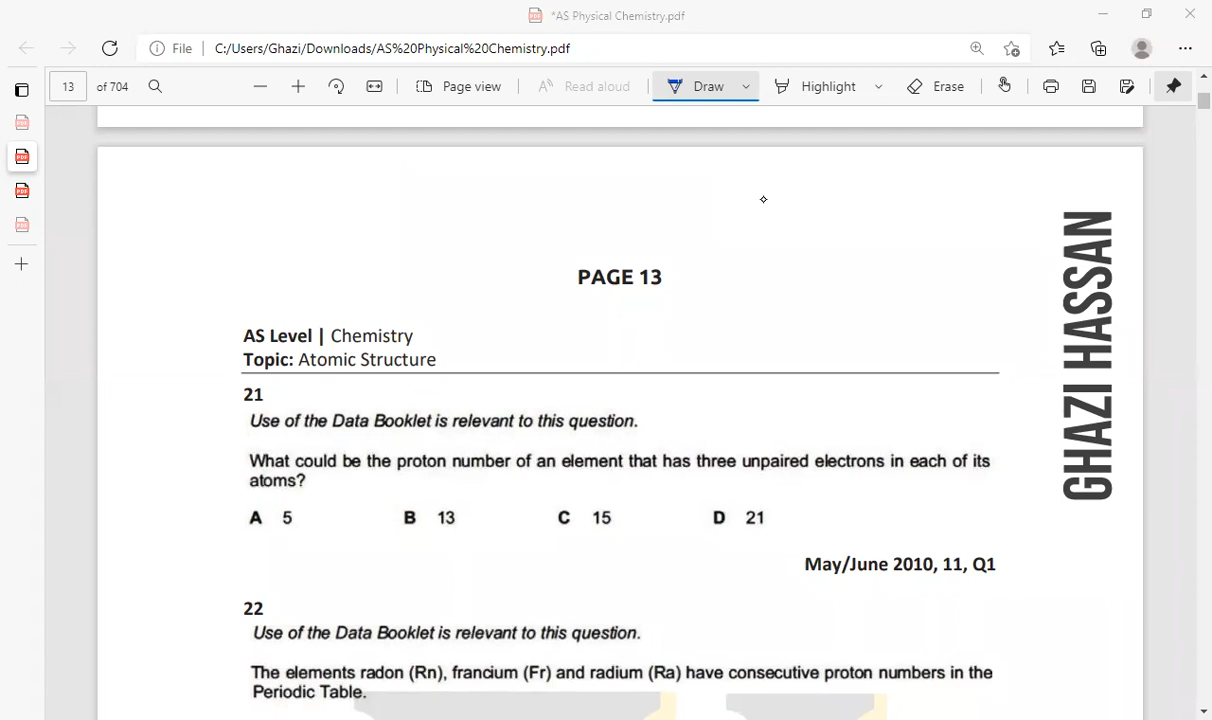 *AS Physical Chemistry.pdf
File | C:/Users/Ghazi/Downloads/AS%20Physical%20Chemistry.pdf
13 of 704 Page view Read aloud Draw Highlight Erase
PAGE 13
GHAZI HASSAN
AS Level | Chemistry
Topic: Atomic Structure
21
Use of the Data Booklet is relevant to this question.
What could be the proton number of an element that has three unpaired electrons in each of its
atoms?
A 5 B 13 C 15 D 21
May/June 2010, 11, Q1
22
Use of the Data Booklet is relevant to this question.
The elements radon (Rn), francium (Fr) and radium (Ra) have consecutive proton numbers in the
Periodic Table.